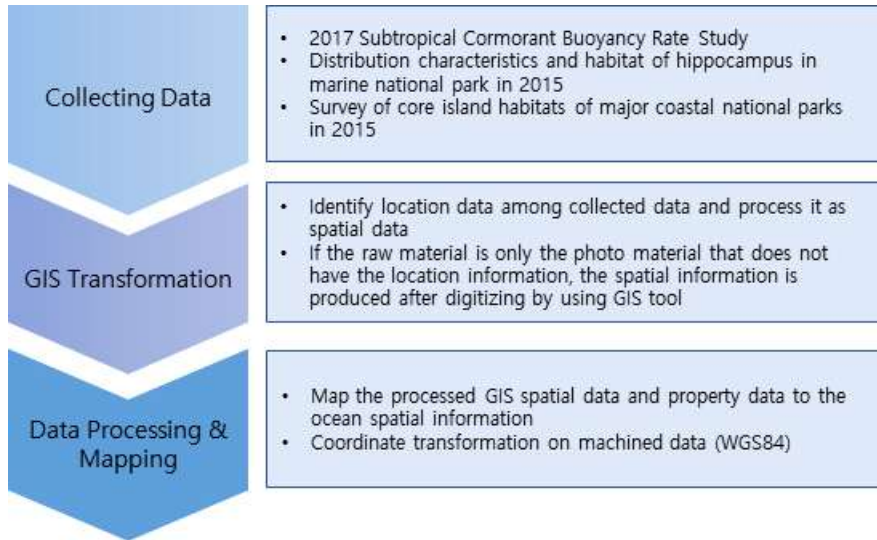 Collecting Data
• 2017 Subtropical Cormorant Buoyancy Rate Study
• Distribution characteristics and habitat of hippocampus in
marine national park in 2015
• Survey of core island habitats of major coastal national parks
in 2015
GIS Transformation
• Identify location data among collected data and process it as
spatial data
• If the raw material is only the photo material that does not
have the location information, the spatial information is
produced after digitizing by using GIS tool
Data Processing &
Mapping
• Map the processed GIS spatial data and property data to the
ocean spatial information
• Coordinate transformation on machined data (WGS84)